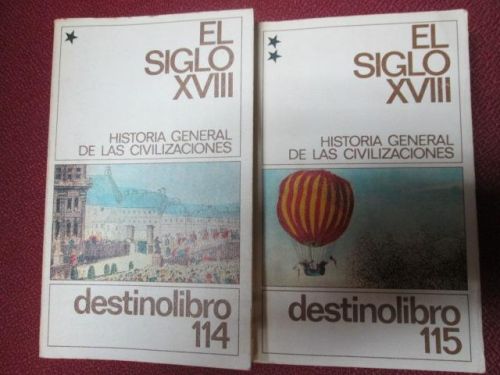 EL
SIGLO
XVIII
HISTORIA GENERAL
DE LAS CIVILIZACIONES
destinolibro
114
EL
SIGLO
XVIII
HISTORIA GENERAL
DE LAS CIVILIZACIONES
destinolibro
115